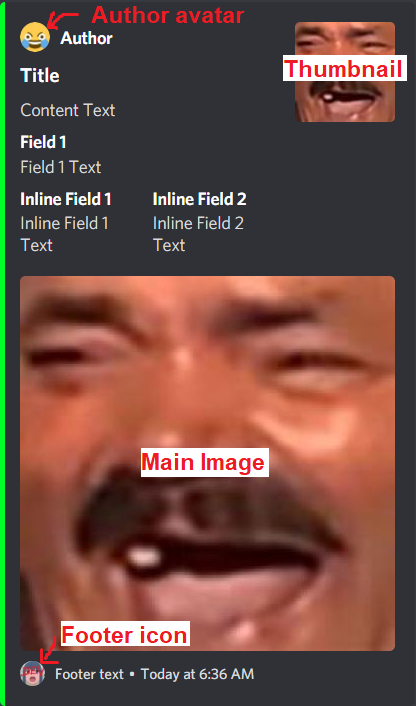 Author avatar
Author
Thumbnail
Title
Content Text
Field 1
Field 1 Text
Inline Field 1 Inline Field 2
Inline Field 1 Inline Field 2
Text Text
Main Image
Footer icon
Footer text • Today at 6:36 AM